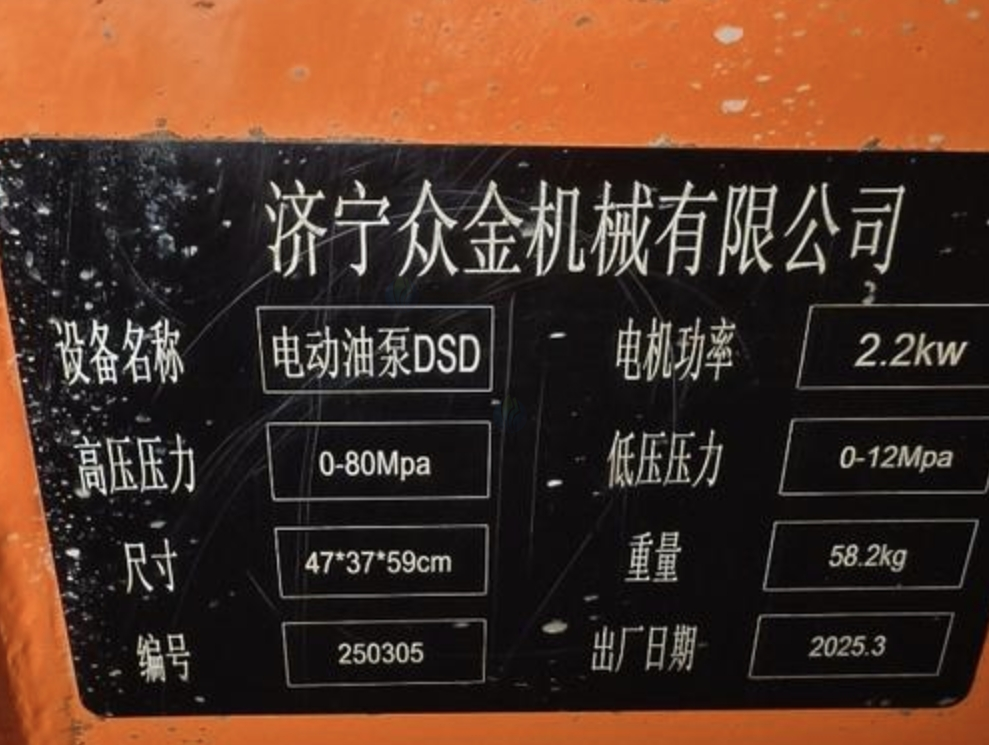 济宁众金机械有限公司
设备名称 电动油泵DSD 电机功率 2.2kw
高压压力 0-80Mpa 低压压力 0-12Mpa
尺寸 47*37*59cm 重量 58.2kg
编号 250305 出厂日期 2025.3